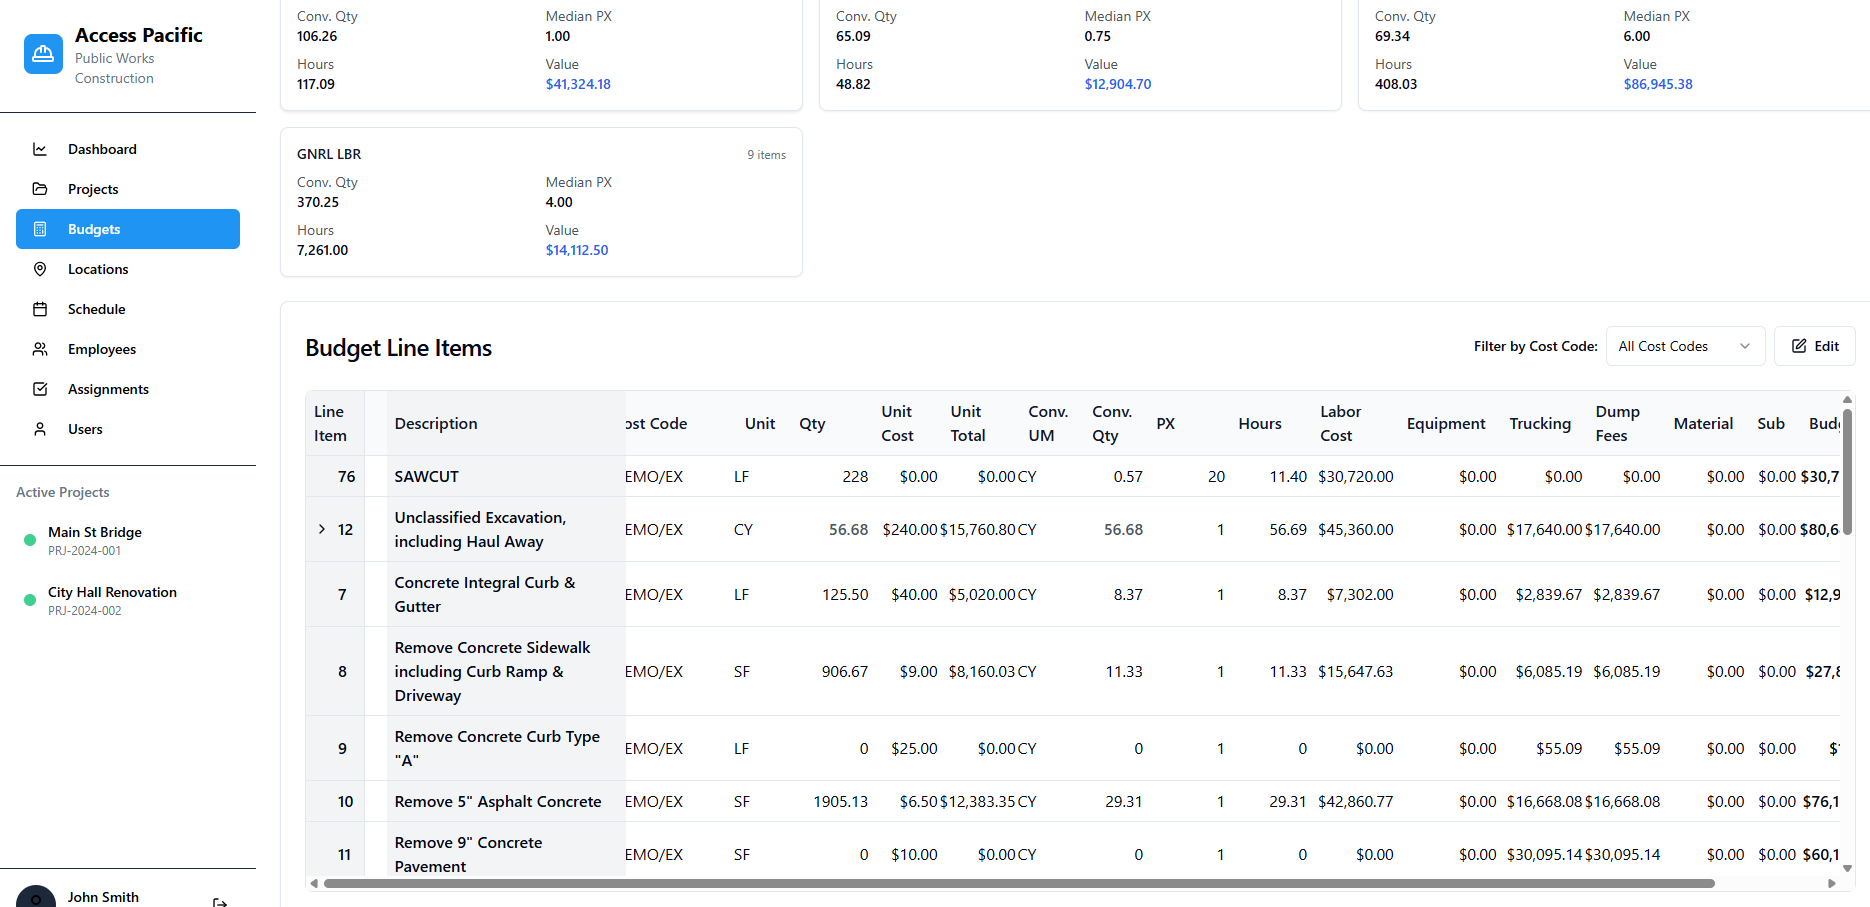 Access Pacific
Public Works
Construction
Dashboard
Projects
Budgets
Locations
Schedule
Employees
Assignments
Users
Active Projects
Main St Bridge
PRJ-2024-001
City Hall Renovation
PRJ-2024-002
John Smith
Conv. Qty Median PX
106.26 1.00
Hours Value
117.09 $41,324.18
Conv. Qty Median PX
65.09 0.75
Hours Value
48.82 $12,904.70
Conv. Qty Median PX
69.34 6.00
Hours Value
408.03 $86,945.38
GNRL LBR 9 items
Conv. Qty Median PX
370.25 4.00
Hours Value
7,261.00 $14,112.50
Budget Line Items
Filter by Cost Code: All Cost Codes Edit
Line Item Description ost Code Unit Qty Unit Cost Unit Total Conv. UM Conv. Qty PX Hours Labor Cost Equipment Trucking Dump Fees Material Sub Budg
76 SAWCUT EMO/EX LF 228 $0.00 $0.00 CY 0.57 20 11.40 $30,720.00 $0.00 $0.00 $0.00 $0.00 $0.00 $30,7
12 Unclassified Excavation, including Haul Away EMO/EX CY 56.68 $240.00 $15,760.80 CY 56.68 1 56.69 $45,360.00 $0.00 $17,640.00 $17,640.00 $0.00 $0.00 $80,6
7 Concrete Integral Curb & Gutter EMO/EX LF 125.50 $40.00 $5,020.00 CY 8.37 1 8.37 $7,302.00 $0.00 $2,839.67 $2,839.67 $0.00 $0.00 $12,9
8 Remove Concrete Sidewalk including Curb Ramp & Driveway EMO/EX SF 906.67 $9.00 $8,160.03 CY 11.33 1 11.33 $15,647.63 $0.00 $6,085.19 $6,085.19 $0.00 $0.00 $27,8
9 Remove Concrete Curb Type "A" EMO/EX LF 0 $25.00 $0.00 CY 0 1 0 $0.00 $0.00 $55.09 $55.09 $0.00 $0.00 $1
10 Remove 5" Asphalt Concrete EMO/EX SF 1905.13 $6.50 $12,383.35 CY 29.31 1 29.31 $42,860.77 $0.00 $16,668.08 $16,668.08 $0.00 $0.00 $76,1
11 Remove 9" Concrete Pavement EMO/EX SF 0 $10.00 $0.00 CY 0 1 0 $0.00 $0.00 $30,095.14 $30,095.14 $0.00 $0.00 $60,1